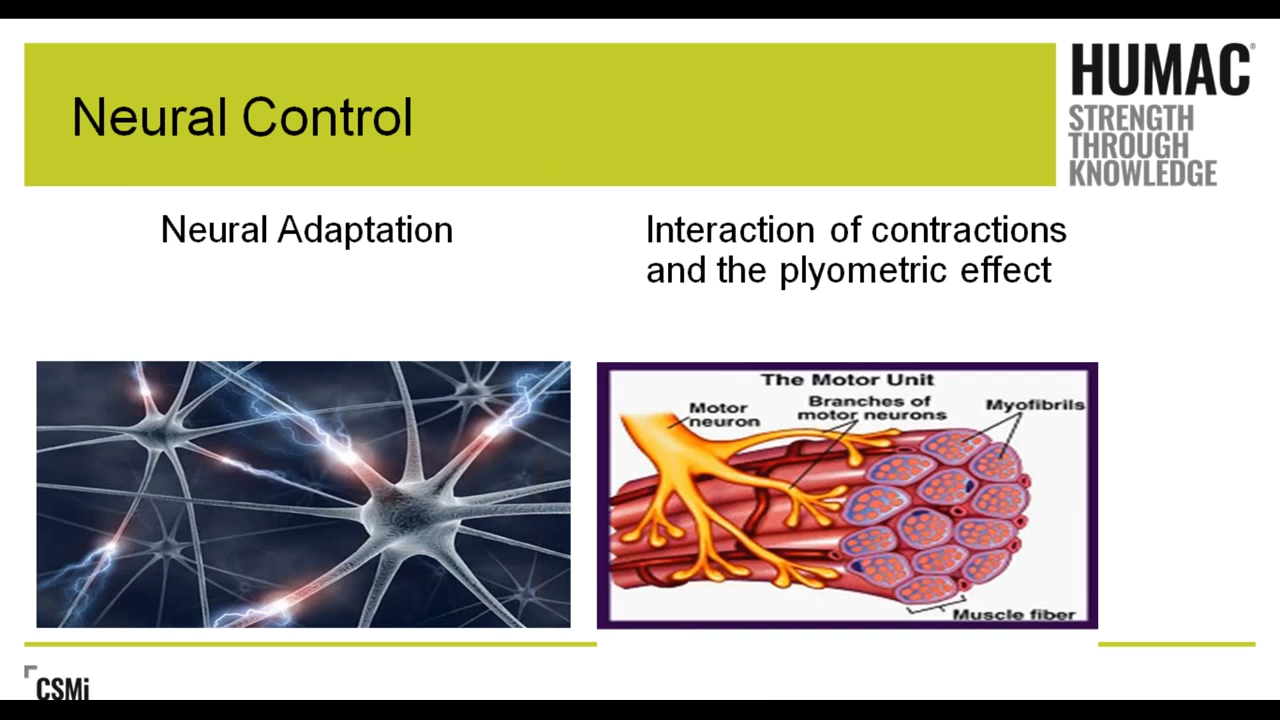 Neural Control
HUMAC®
STRENGTH
THROUGH
KNOWLEDGE
Neural Adaptation
Interaction of contractions
and the plyometric effect
The Motor Unit
Motor
neuron
Branches of
motor neurons
Myofibrils
Muscle fiber
CSMi